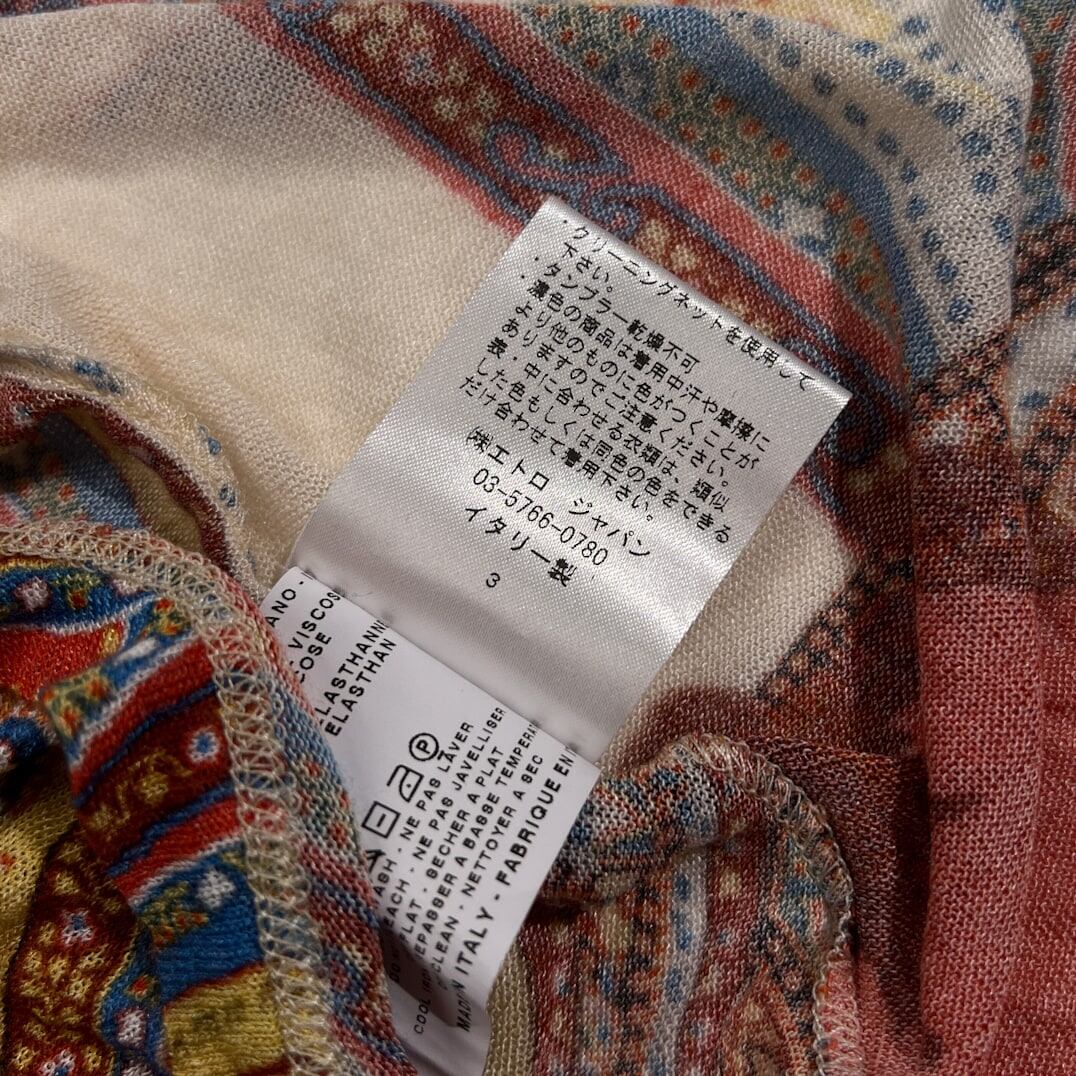 ・クリーニングネットを使用して
下さい。
・タンブラー乾燥不可
濃色の商品は着用中汗や摩擦に
より他のものに色がつくことが
ありますのでご注意ください。
表・中に合わせる衣類は、類似
した色もしくは同色の色をできる
だけ合わせて着用下さい。
㈱エトロ ジャパン
03-5766-0780
イタリー製
3
ELASTHAN
P
NE PAS LAVER
NE PAS JAVELLISER
PLAT - SECHER A PLAT
COOL IRON REPASSER A BASSE
CLEAN - NETTOYER A SEC
ITALY - FABRIQUE EN